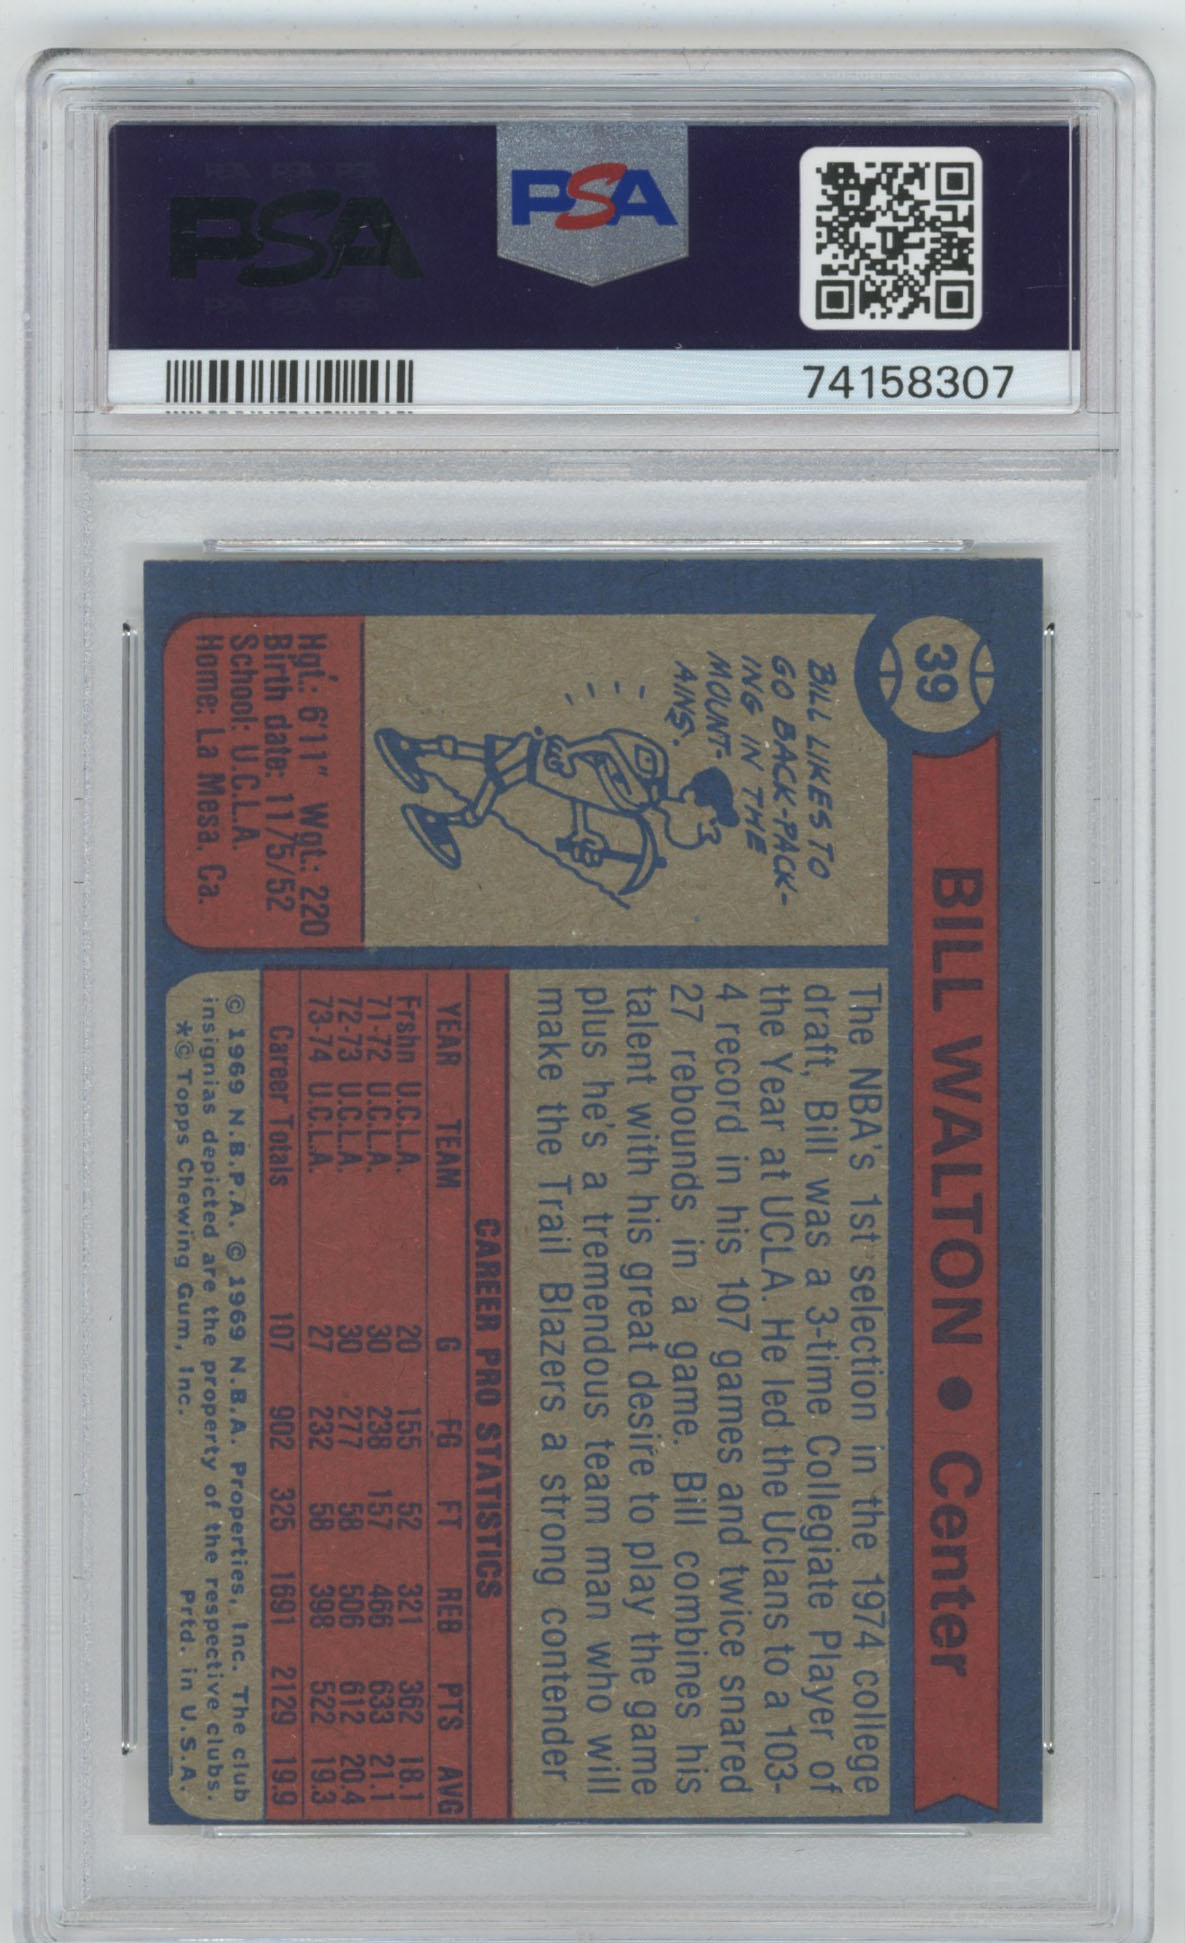 PSA
PSA
74158307
39
BILL WALTON • Center
BILL LIKES TO
GO BACK-PACK-
ING IN THE
MOUNT-
AINS.
Hgt.: 6'11" Wgt.: 220
Birth date: 11/5/52
School: U.C.L.A.
Home: La Mesa, Ca.
The NBA's 1st selection in the 1974 college
draft, Bill was a 3-time Collegiate Player of
the Year at UCLA. He led the Uclans to a 103-
4 record in his 107 games and twice snared
27 rebounds in a game. Bill combines his
talent with his great desire to play the game
plus he's a tremendous team man who will
make the Trail Blazers a strong contender
CAREER PRO STATISTICS
YEAR TEAM G FG FT REB PTS AVG
Frshn U.C.L.A. 20 155 52 321 362 18.1
71-72 U.C.L.A. 30 238 157 466 633 21.1
72-73 U.C.L.A. 30 277 58 506 612 20.4
73-74 U.C.L.A. 27 232 58 398 522 19.3
Career Totals 107 902 325 1691 2129 19.9
© 1969 N.B.P.A. © 1969 N.B.A. Properties, Inc. The club
insignias depicted are the property of the respective clubs.
*© Topps Chewing Gum, Inc. Prtd. in U.S.A.